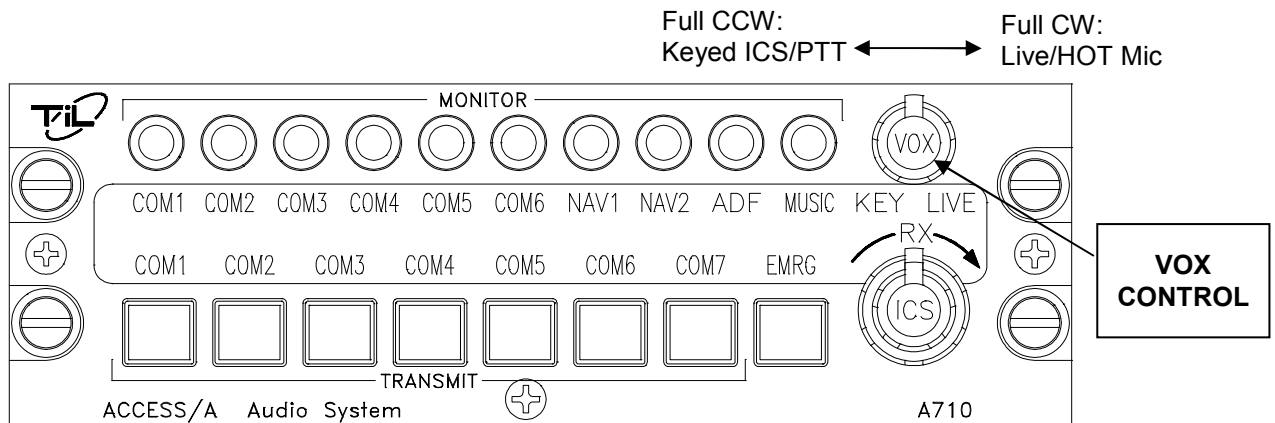 Full CCW:
Keyed ICS/PTT
Full CW:
Live/HOT Mic
TiL
MONITOR
VOX
COM1 COM2 COM3 COM4 COM5 COM6 NAV1 NAV2 ADF MUSIC KEY LIVE
RX
COM1 COM2 COM3 COM4 COM5 COM6 COM7 EMRG
ICS
VOX
CONTROL
TRANSMIT
ACCESS/A Audio System A710